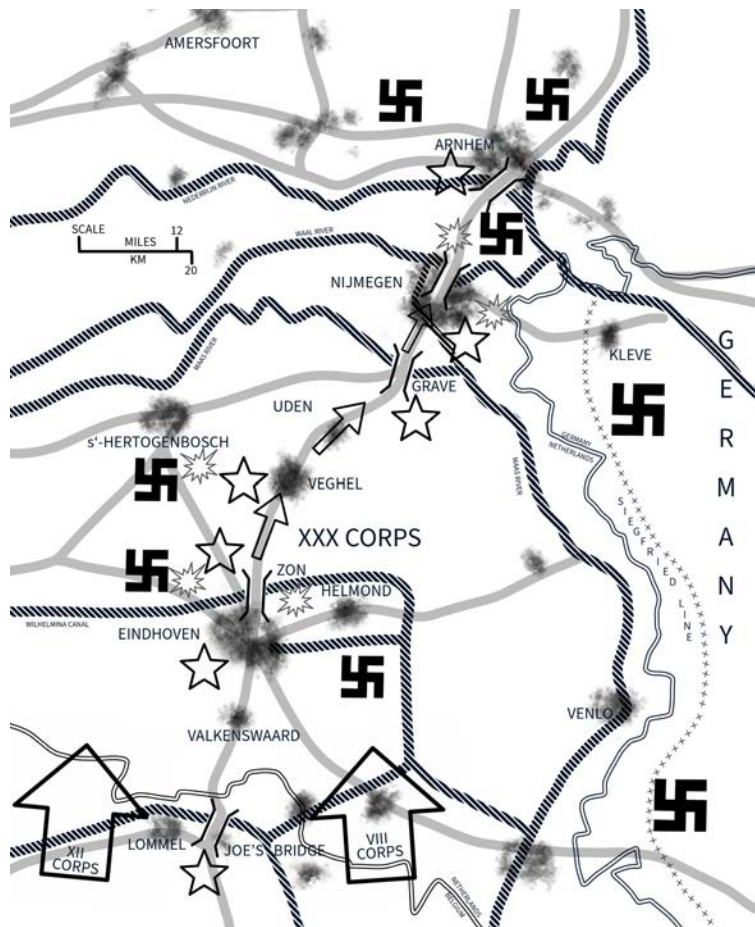 AMERSFOORT
ARNHEM
NEDERRIJN RIVER
SCALE
12
MILES
KM
20
WAAL RIVER
NIJMEGEN
MAAS RIVER
KLEVE
GRAVE
UDEN
s'-HERTOGENBOSCH
GERMANY
NETHERLANDS
GERMANY
MAAS RIVER
VEGHEL
SIEGFRIED LINE
XXX CORPS
ZON
HELMOND
WILHELMINA CANAL
EINDHOVEN
VENLO
VALKENSWAARD
XII
CORPS
LOMMEL
JOE'S BRIDGE
VIII
CORPS
NETHERLANDS
BELGIUM